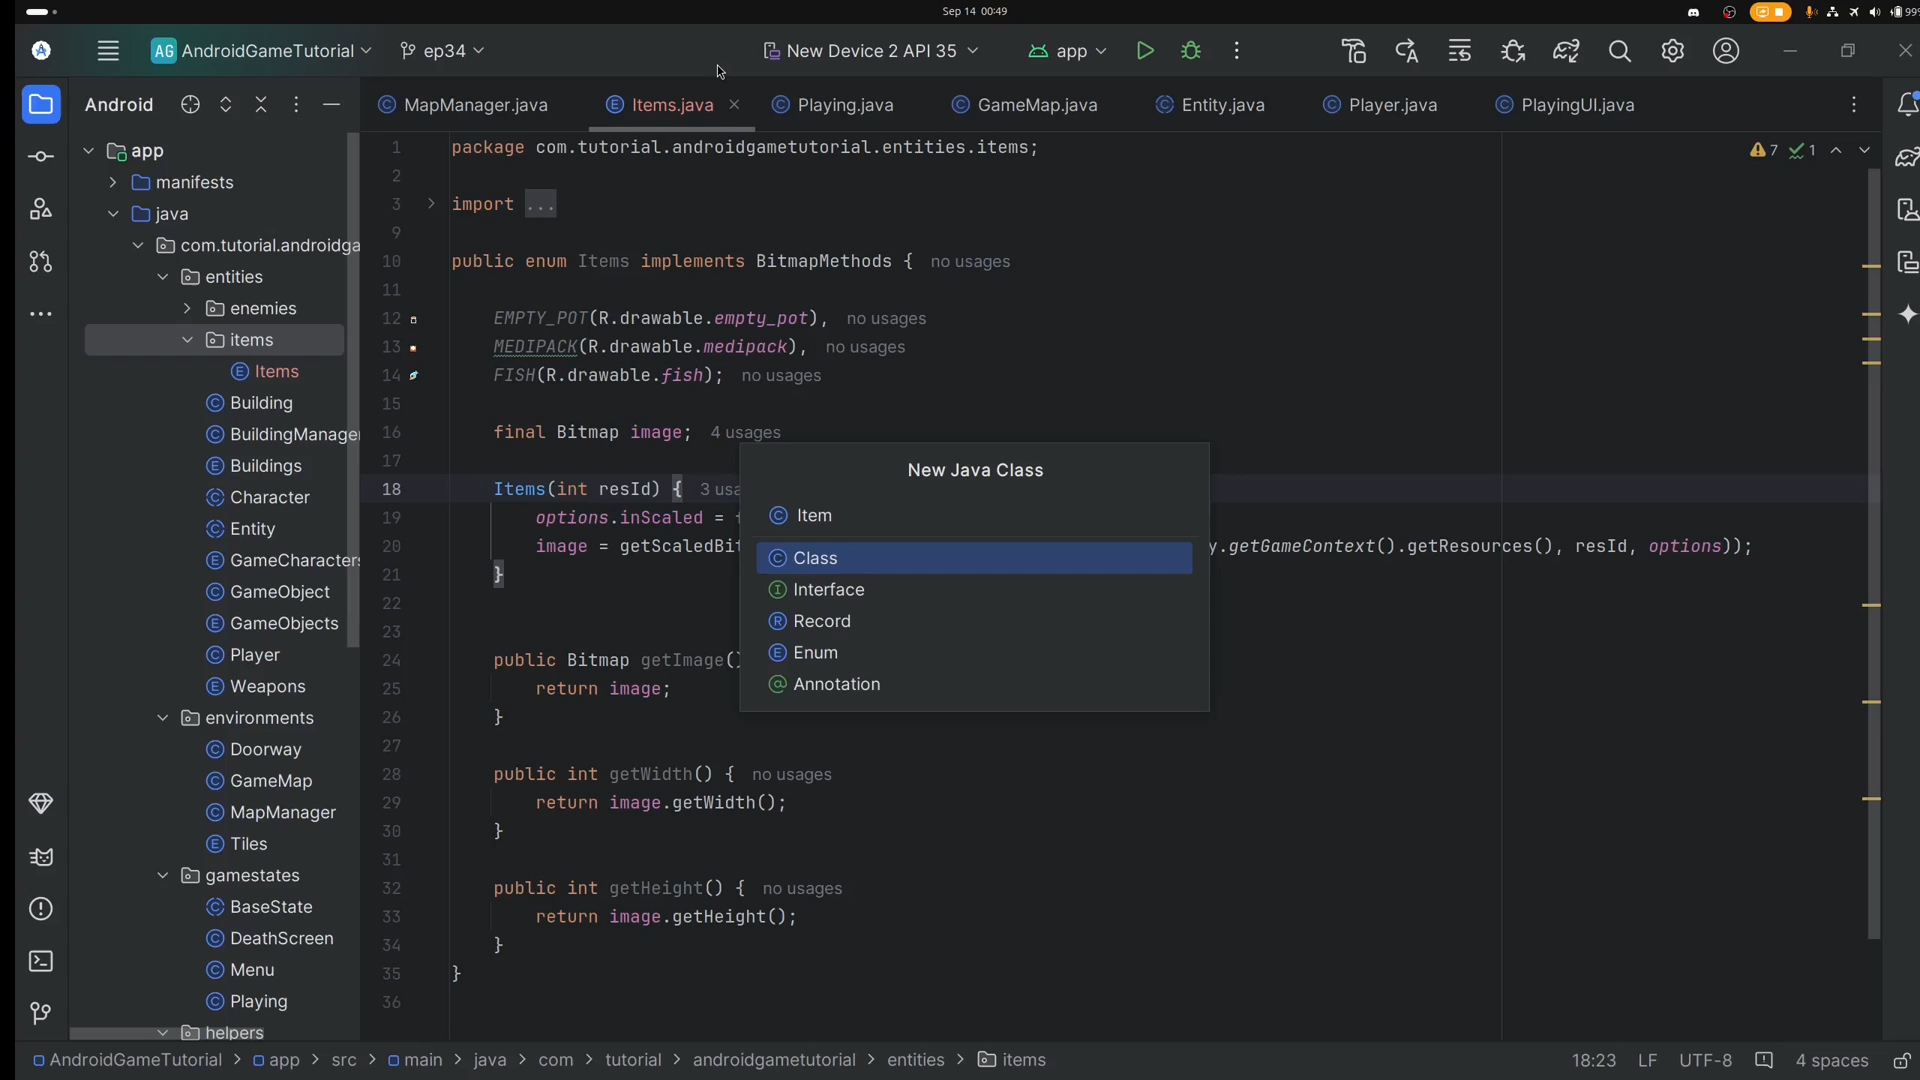 Sep 14 00:49
99%
AG AndroidGameTutorial
ep34
New Device 2 API 35
app
Android
MapManager.java
Items.java
Playing.java
GameMap.java
Entity.java
Player.java
PlayingUI.java
app
manifests
java
com.tutorial.androidga
entities
enemies
items
Items
Building
BuildingManage
Buildings
Character
Entity
GameCharacters
GameObject
GameObjects
Player
Weapons
environments
Doorway
GameMap
MapManager
Tiles
gamestates
BaseState
DeathScreen
Menu
Playing
helpers
7 1
1 package com.tutorial.androidgametutorial.entities.items;
2
3 import ...
9
10 public enum Items implements BitmapMethods { no usages
11
12 EMPTY_POT(R.drawable.empty_pot), no usages
13 MEDIPACK(R.drawable.medipack), no usages
14 FISH(R.drawable.fish); no usages
15
16 final Bitmap image; 4 usages
17
18 Items(int resId) { 3 usa
19 options.inScaled =
20 image = getScaledBit y.getGameContext().getResources(), resId, options));
21 }
22
23
24 public Bitmap getImage()
25 return image;
26 }
27
28 public int getWidth() { no usages
29 return image.getWidth();
30 }
31
32 public int getHeight() { no usages
33 return image.getHeight();
34 }
35 }
36
New Java Class
Item
Class
Interface
Record
Enum
Annotation
AndroidGameTutorial > app > src > main > java > com > tutorial > androidgametutorial > entities > items
18:23 LF UTF-8 4 spaces